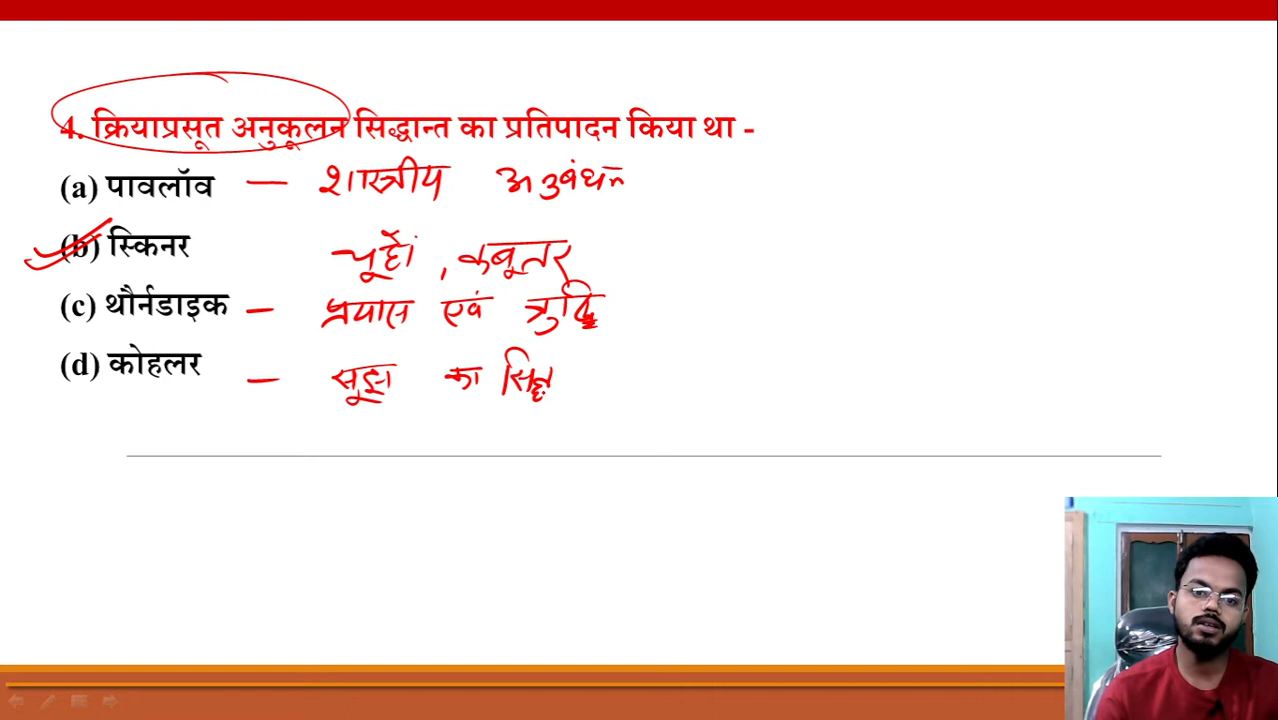 4. क्रियाप्रसूत अनुकूलन सिद्धान्त का प्रतिपादन किया था -
(a) पावलॉव — शास्त्रीय अनुबंधन
(b) स्किनर चूहों, कबूतर
(c) थौर्नडाइक — प्रयास एवं त्रुटि
(d) कोहलर — सूझ का